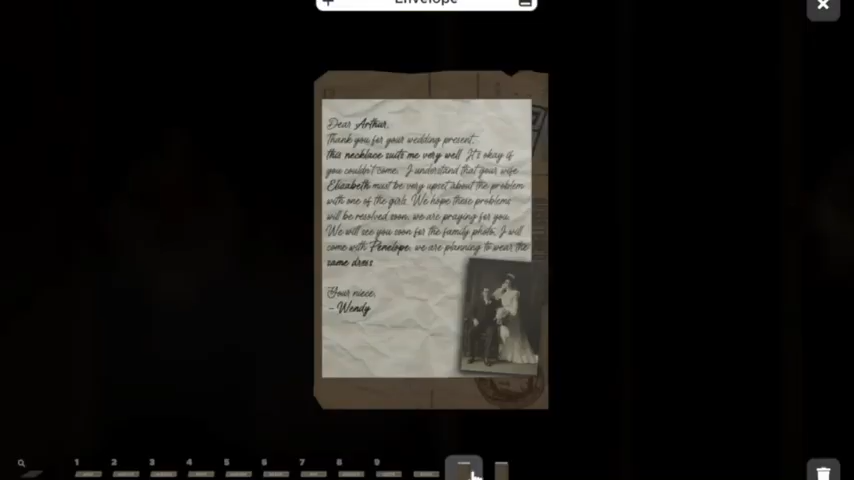 Envelope
Dear Arthur,
Thank you for your wedding present,
this necklace suits me very well. It's okay if
you couldn't come. I understand that your wife
Elizabeth must be very upset about the problem
with one of the girls. We hope these problems
will be resolved soon, we are praying for you.
We will see you soon for the family photo, I will
come with Penelope, we are planning to wear the
same dress.
Your niece,
- Wendy
1 2 3 4 5 6 7 8 9